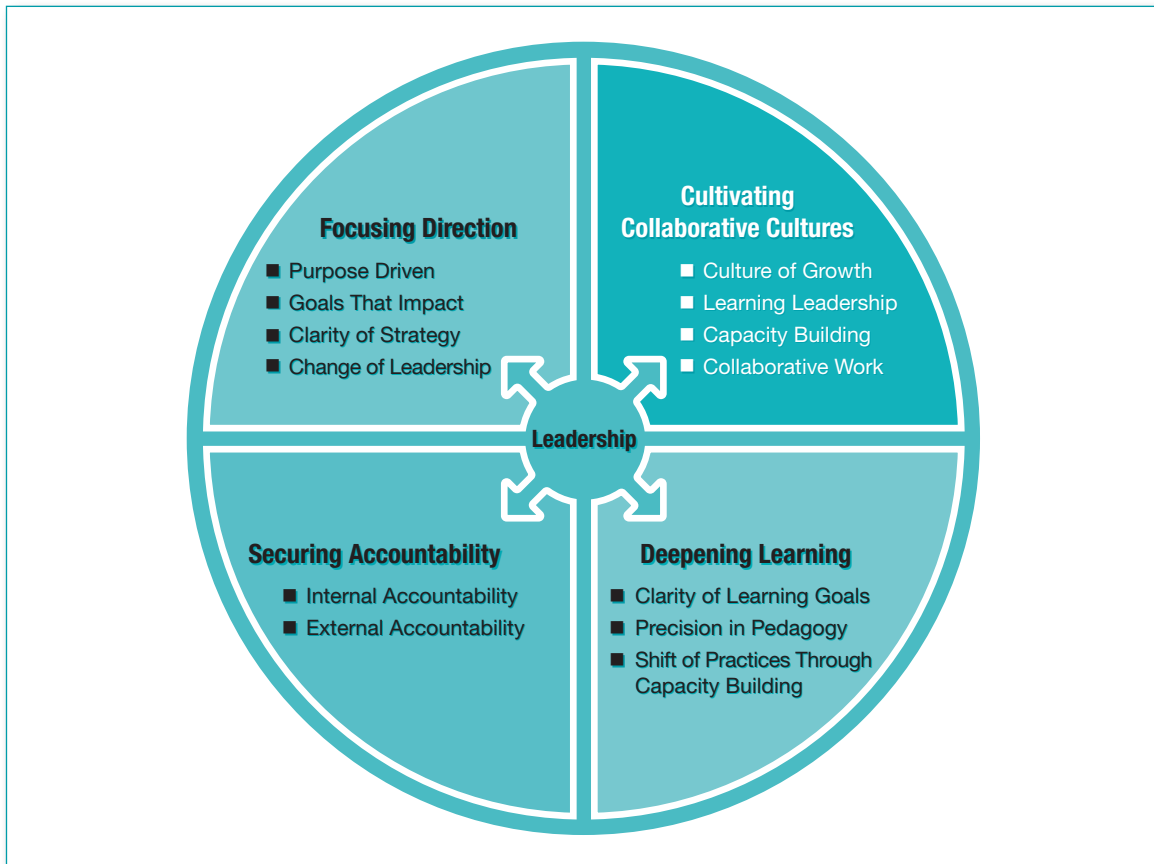 Focusing Direction
Purpose Driven
Goals That Impact
Clarity of Strategy
Change of Leadership
Cultivating
Collaborative Cultures
Culture of Growth
Learning Leadership
Capacity Building
Collaborative Work
Leadership
Securing Accountability
Internal Accountability
External Accountability
Deepening Learning
Clarity of Learning Goals
Precision in Pedagogy
Shift of Practices Through
Capacity Building